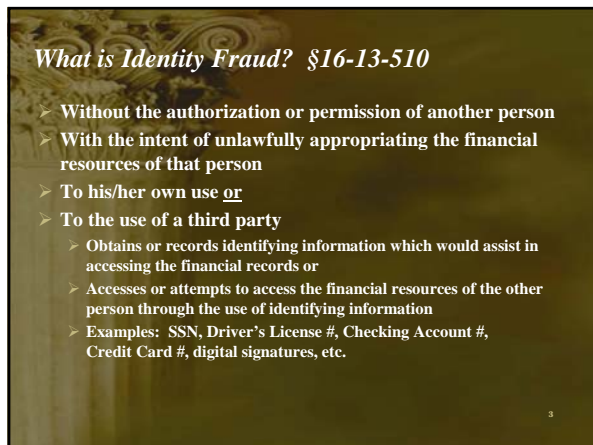 What is Identity Fraud? §16-13-510
➢ Without the authorization or permission of another person
➢ With the intent of unlawfully appropriating the financial
resources of that person
➢ To his/her own use or
➢ To the use of a third party
➢ Obtains or records identifying information which would assist in
accessing the financial records or
➢ Accesses or attempts to access the financial resources of the other
person through the use of identifying information
➢ Examples: SSN, Driver's License #, Checking Account #,
Credit Card #, digital signatures, etc.
3